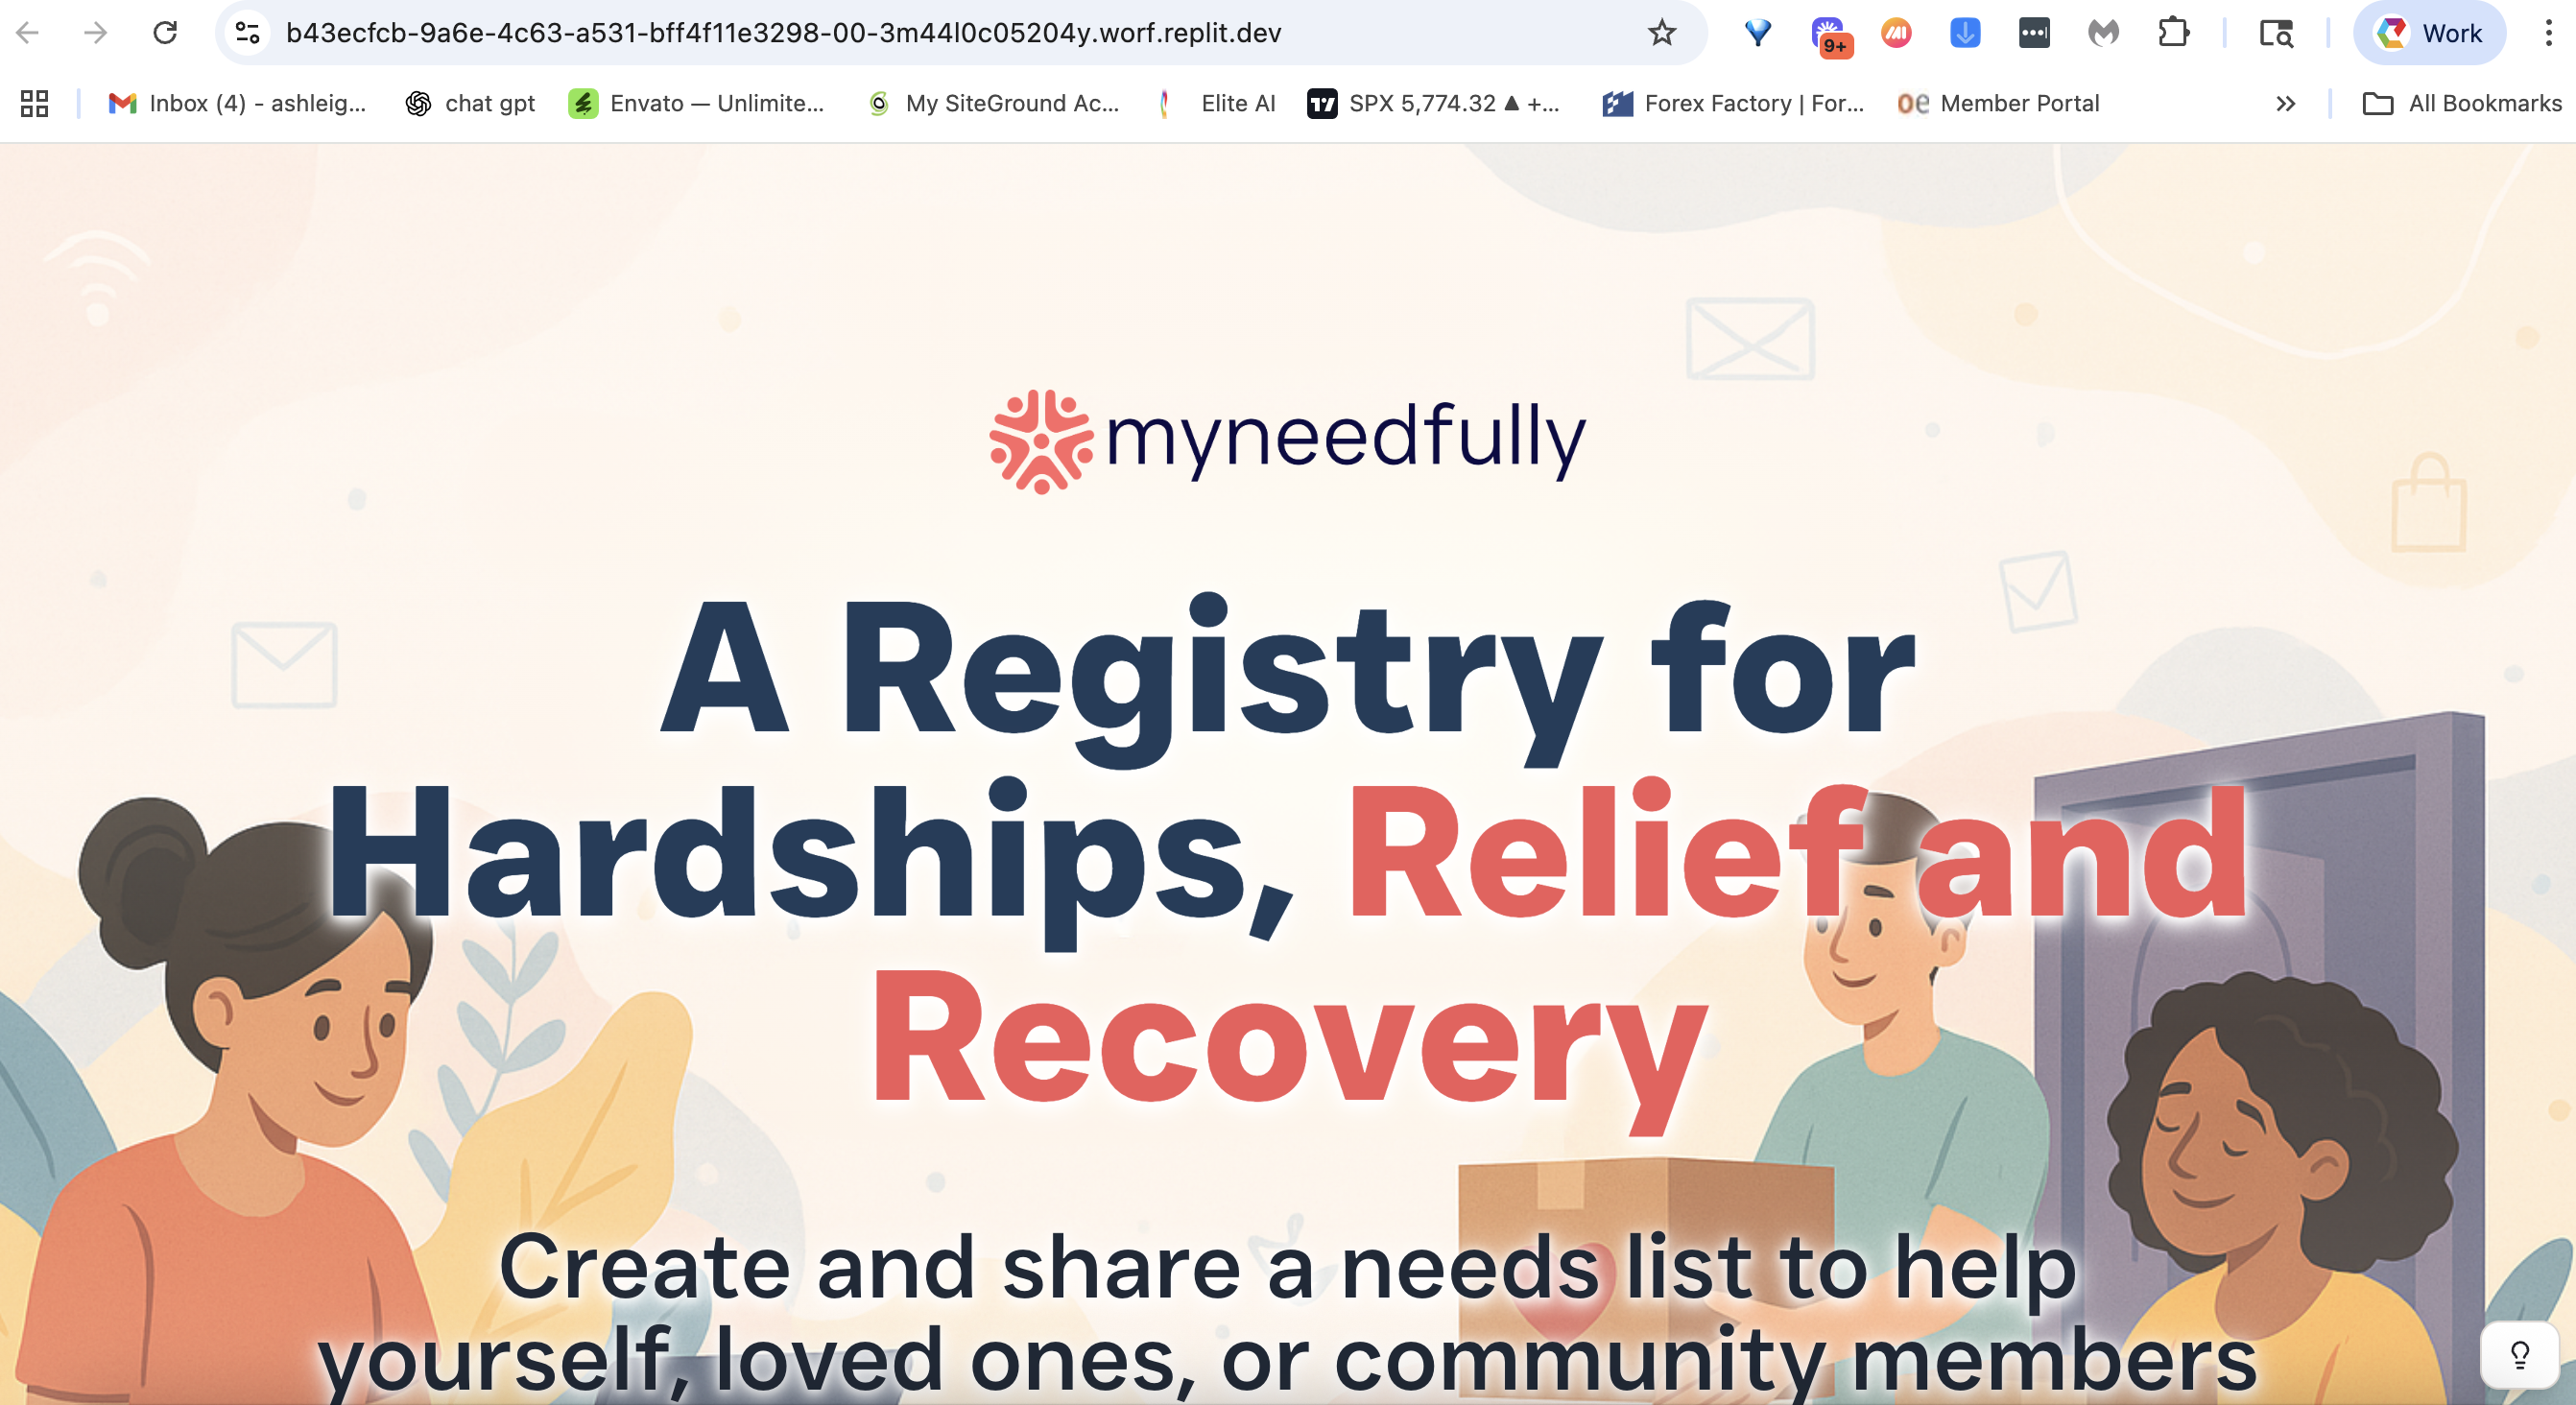 b43ecfcb-9a6e-4c63-a531-bff4f11e3298-00-3m44l0c05204y.worf.replit.dev
9+
Work
Inbox (4) - ashleig...
chat gpt
Envato — Unlimite...
My SiteGround Ac...
Elite AI
SPX 5,774.32 ▲ +...
Forex Factory | For...
oe Member Portal
All Bookmarks
myneedfully
A Registry for
Hardships, Relief and
Recovery
Create and share a needs list to help
yourself, loved ones, or community members